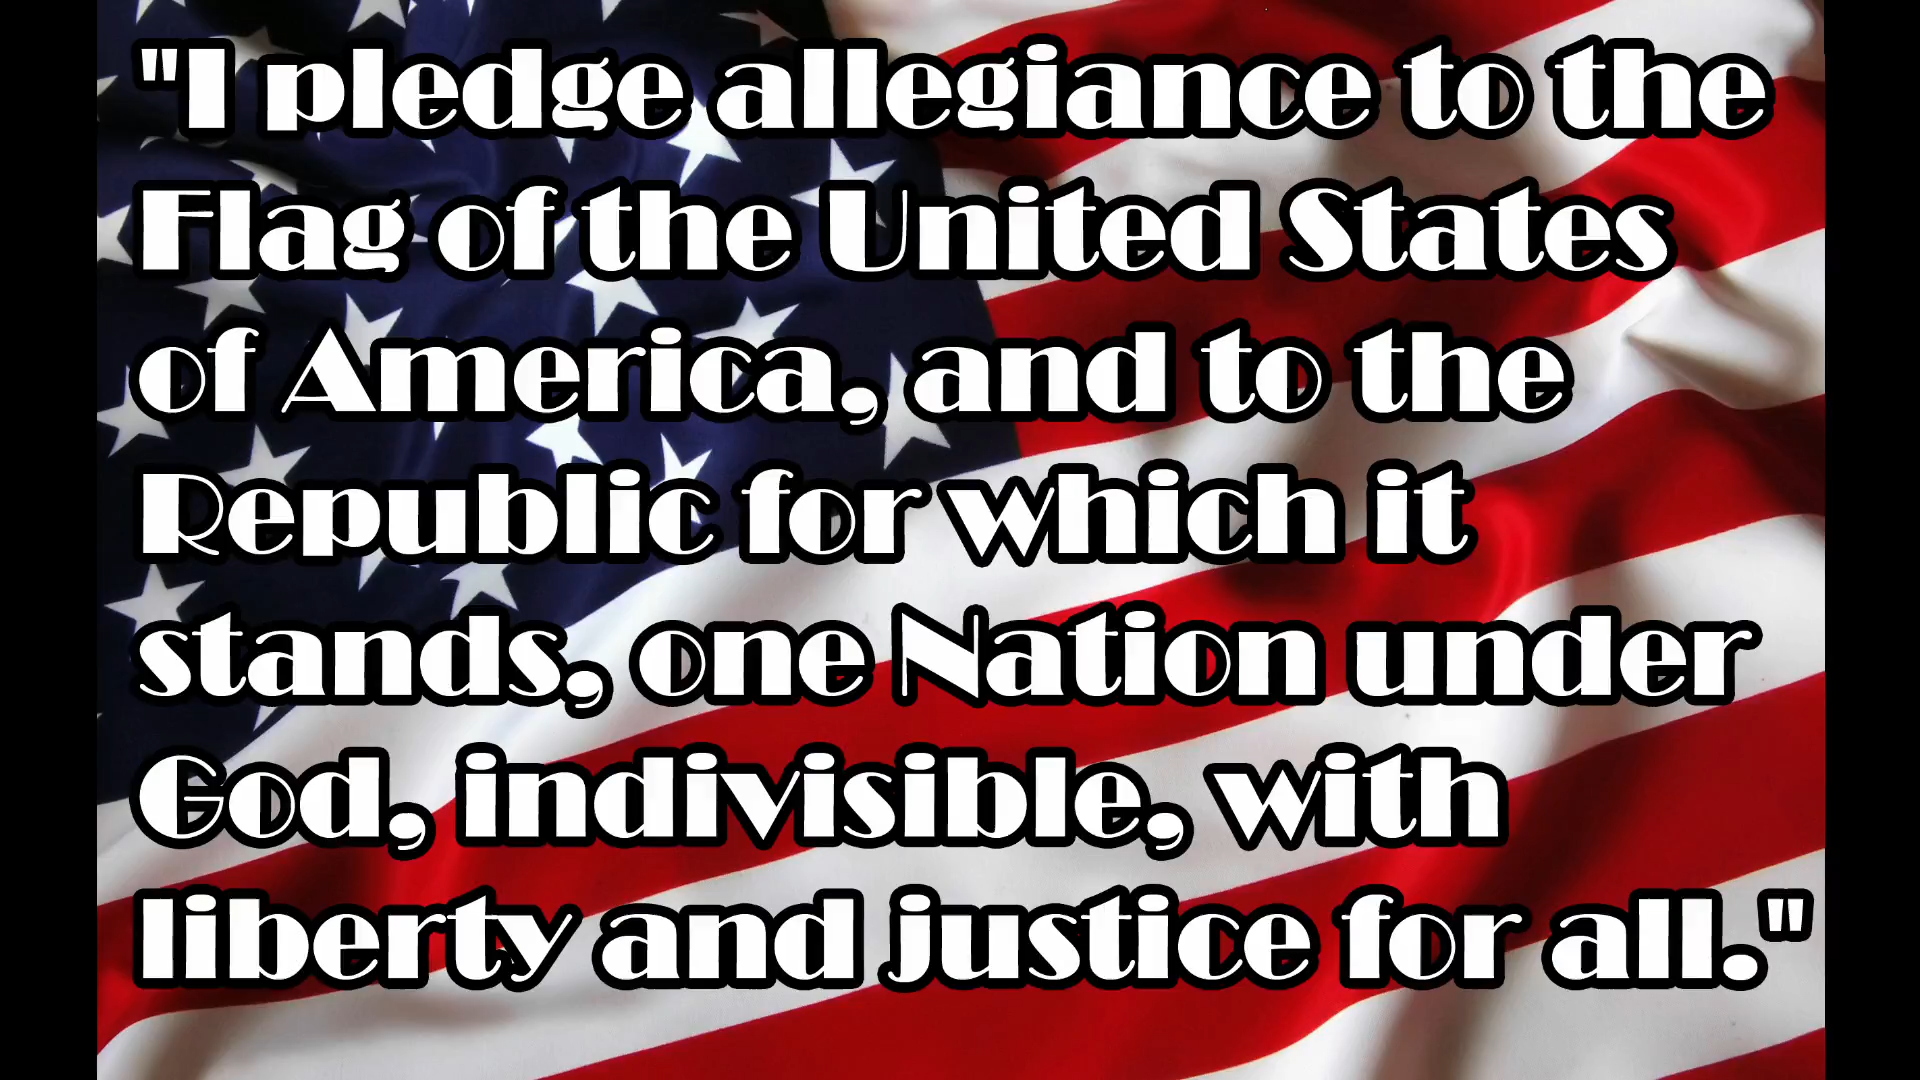 "I pledge allegiance to the
Flag of the United States
of America, and to the
Republic for which it
stands, one Nation under
God, indivisible, with
liberty and justice for all."